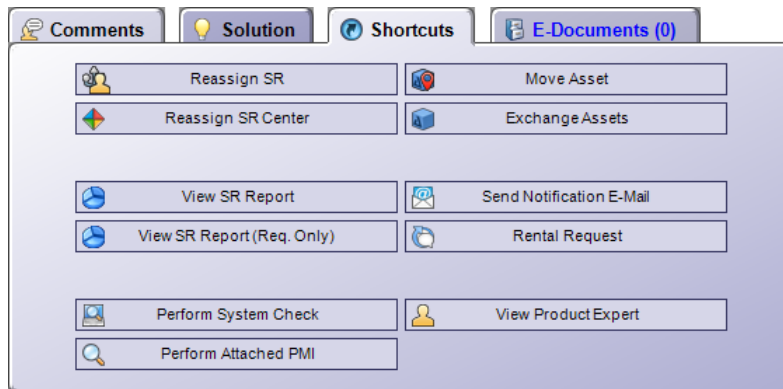 Comments Solution Shortcuts E-Documents (0)
Reassign SR Move Asset
Reassign SR Center Exchange Assets
View SR Report Send Notification E-Mail
View SR Report (Req. Only) Rental Request
Perform System Check View Product Expert
Perform Attached PMI